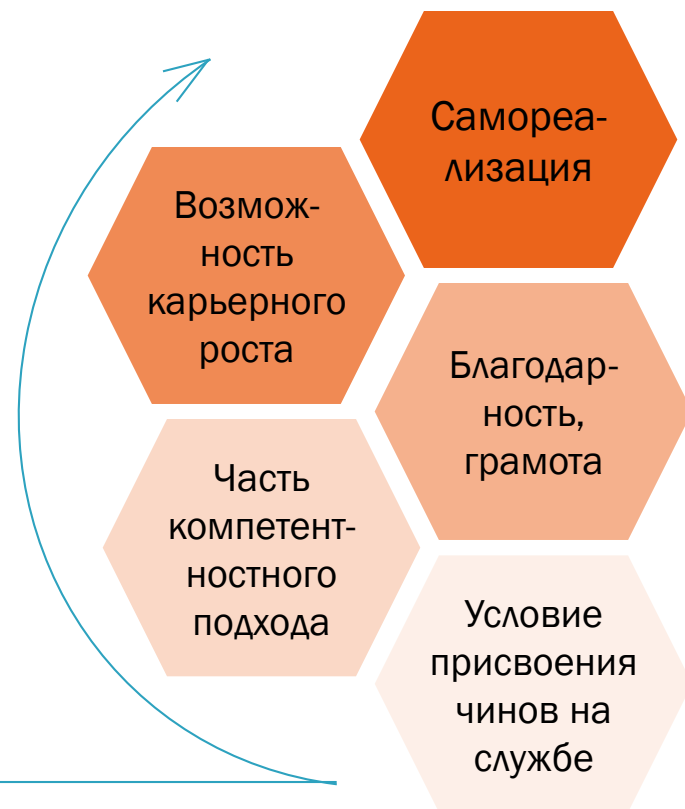 Самореа-
лизация
Возмож-
ность
карьерного
роста
Благодар-
ность,
грамота
Часть
компетент-
ностного
подхода
Условие
присвоения
чинов на
службе